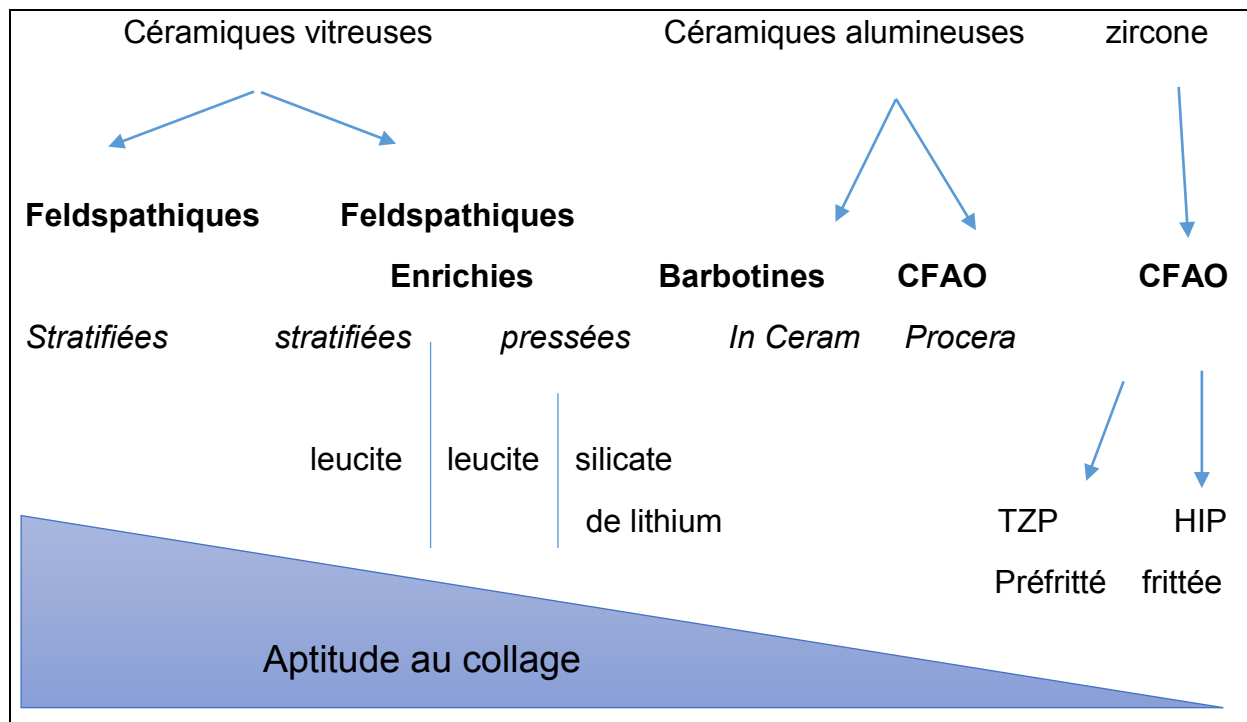 Céramiques vitreuses Céramiques alumineuses zircone
Feldspathiques Feldspathiques
Enrichies Barbotines CFAO CFAO
Stratifiées stratifiées pressées In Ceram Procera
leucite leucite silicate
de lithium TZP HIP
Préfritté frittée
Aptitude au collage